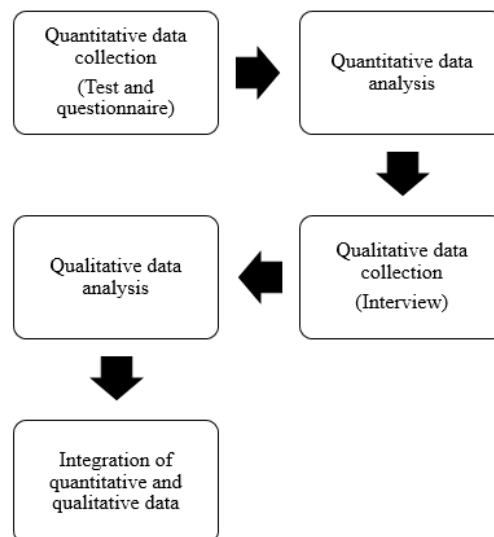 Quantitative data
collection
(Test and
questionnaire)
Quantitative data
analysis
Qualitative data
collection
(Interview)
Qualitative data
analysis
Integration of
quantitative and
qualitative data